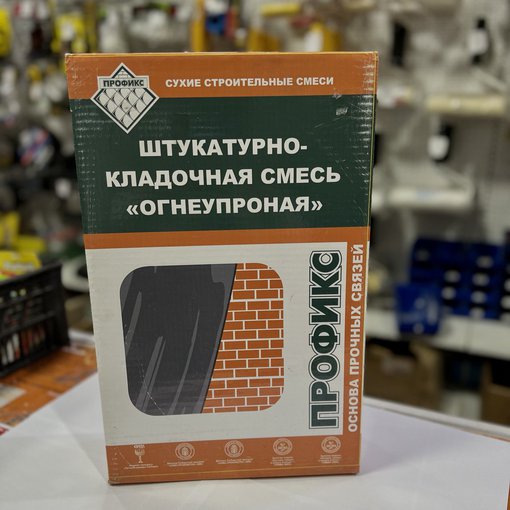 ПРОФИКС
СУХИЕ СТРОИТЕЛЬНЫЕ СМЕСИ
ШТУКАТУРНО-
КЛАДОЧНАЯ СМЕСЬ
«ОГНЕУПРОНАЯ»
ПРОФИКС
ОСНОВА ПРОЧНЫХ СВЯЗЕЙ